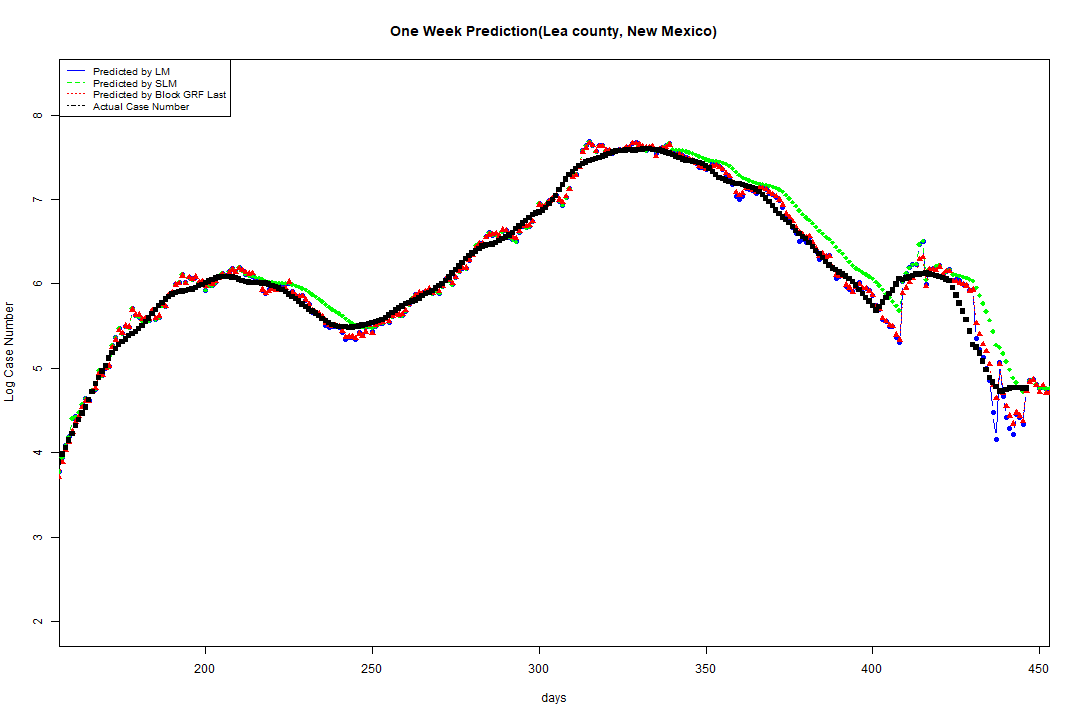 One Week Prediction(Lea county, New Mexico)
Predicted by LM
Predicted by SLM
Predicted by Block GRF Last
Actual Case Number
8
7
6
5
4
3
2
Log Case Number
200 250 300 350 400 450
days